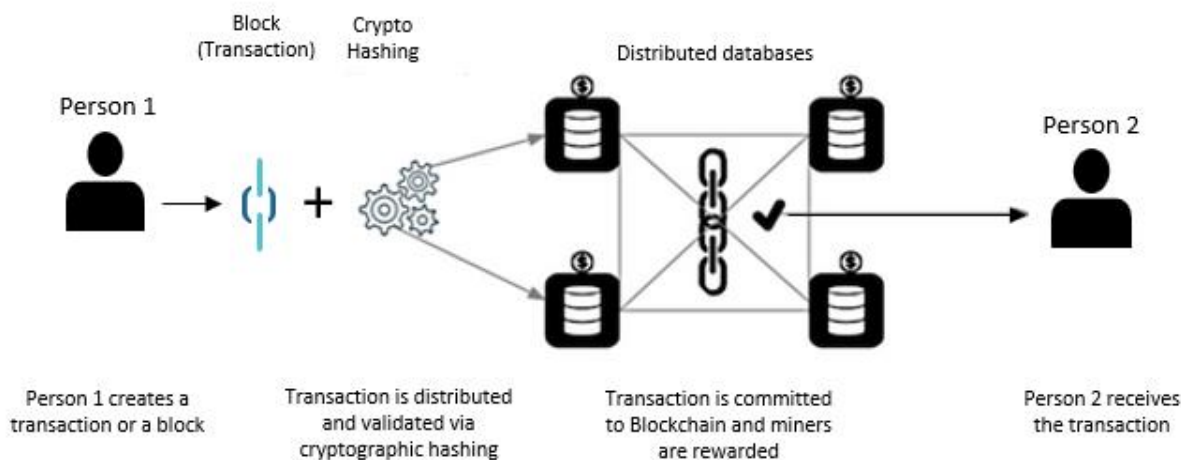 Block
(Transaction)
Crypto
Hashing
Distributed databases
Person 1
Person 2
$
$
$
$
Person 1 creates a
transaction or a block
Transaction is distributed
and validated via
cryptographic hashing
Transaction is committed
to Blockchain and miners
are rewarded
Person 2 receives
the transaction